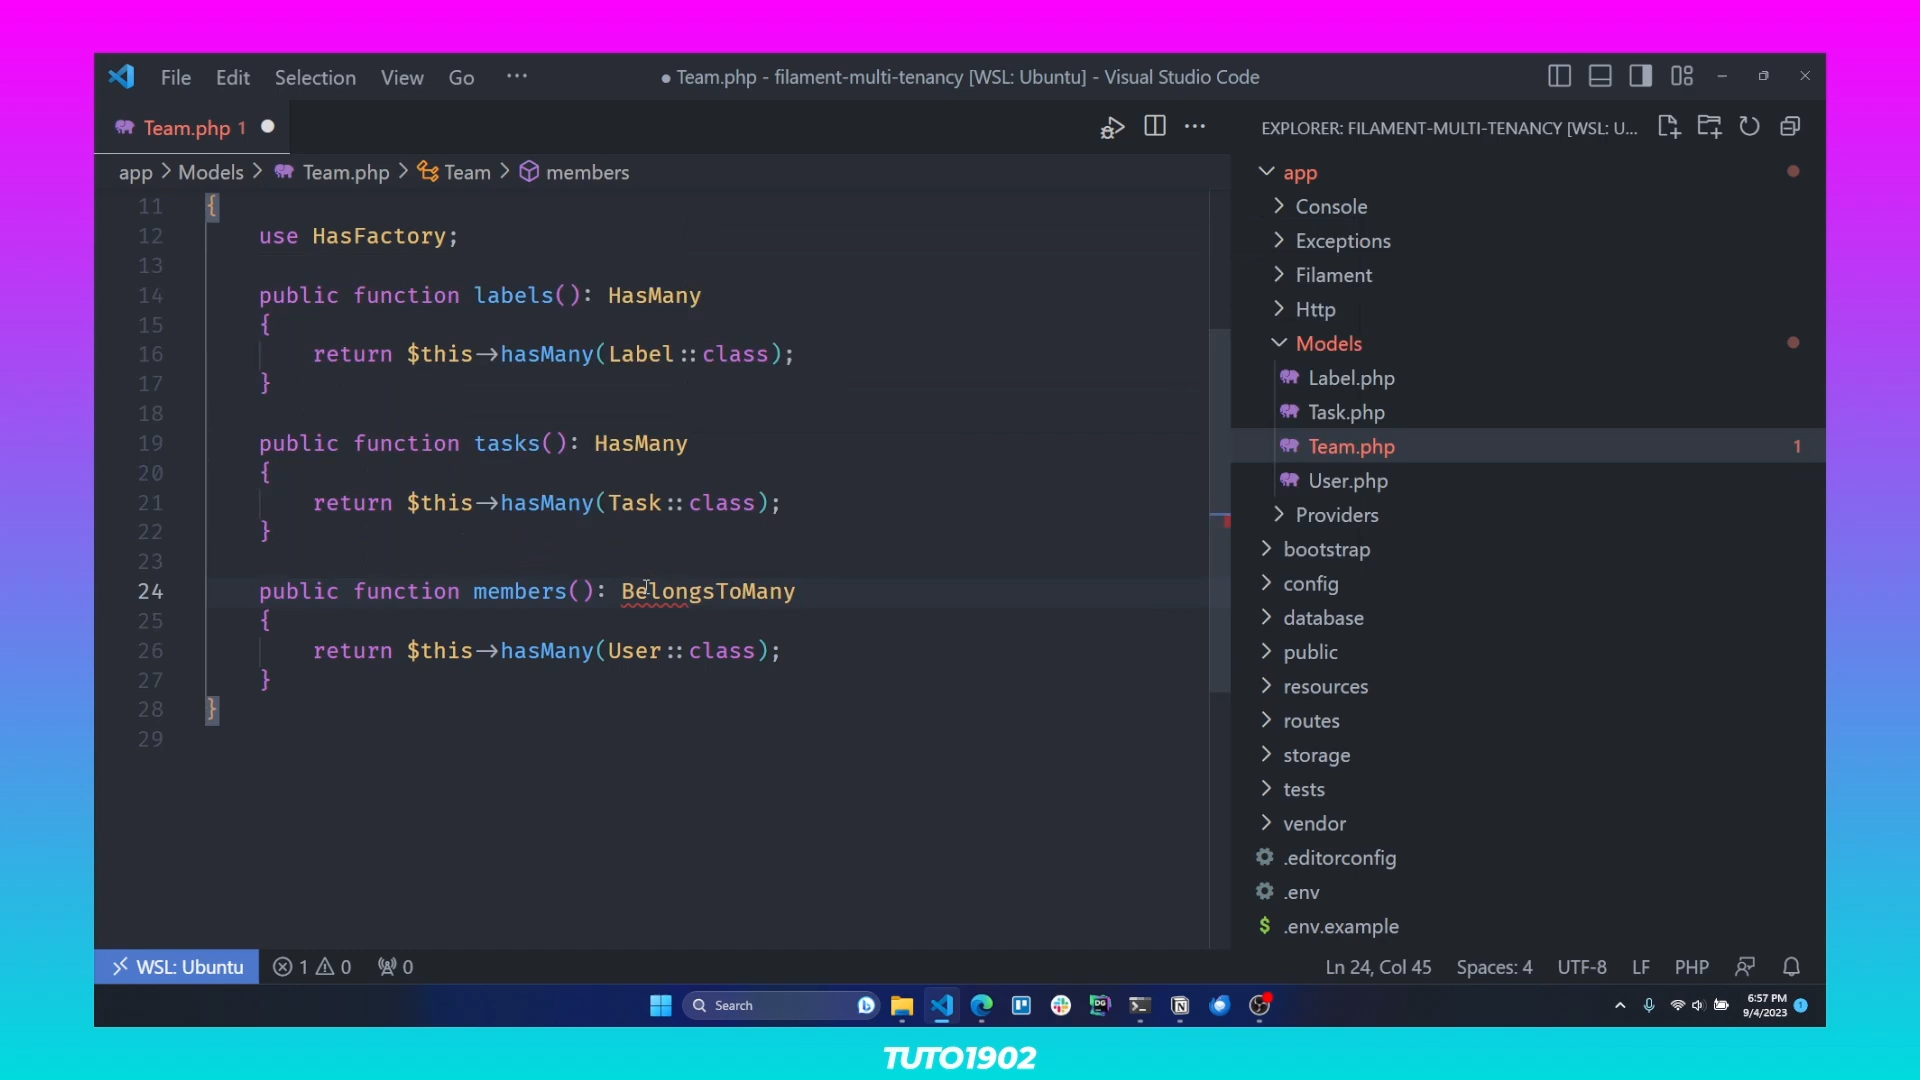 File Edit Selection View Go ··· ● Team.php - filament-multi-tenancy [WSL: Ubuntu] - Visual Studio Code
Team.php 1
app > Models > Team.php > Team > members
11 {
12 use HasFactory;
13
14 public function labels(): HasMany
15 {
16 return $this->hasMany(Label::class);
17 }
18
19 public function tasks(): HasMany
20 {
21 return $this->hasMany(Task::class);
22 }
23
24 public function members(): BelongsToMany
25 {
26 return $this->hasMany(User::class);
27 }
28 }
29
EXPLORER: FILAMENT-MULTI-TENANCY [WSL: U...
app
Console
Exceptions
Filament
Http
Models
Label.php
Task.php
Team.php 1
User.php
Providers
bootstrap
config
database
public
resources
routes
storage
tests
vendor
.editorconfig
.env
$ .env.example
WSL: Ubuntu 1 0 0 Ln 24, Col 45 Spaces: 4 UTF-8 LF PHP
Search
DG
6:57 PM
9/4/2023
1
TUTO1902